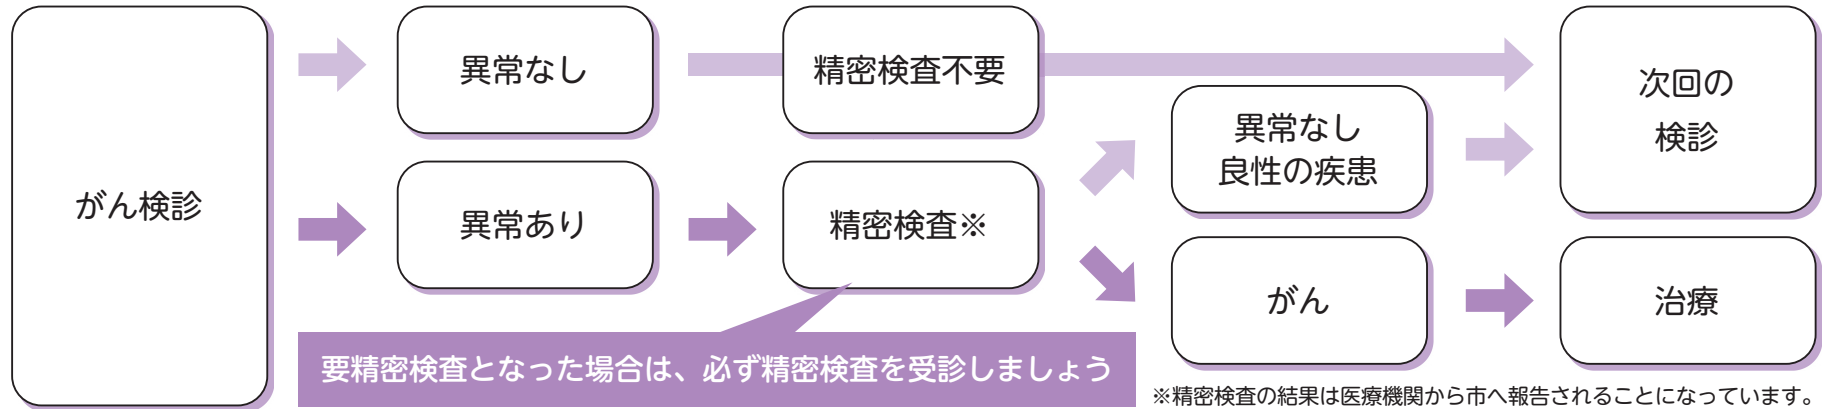 がん検診
異常なし
精密検査不要
異常あり
精密検査※
異常なし
良性の疾患
がん
次回の
検診
治療
要精密検査となった場合は、必ず精密検査を受診しましょう
※精密検査の結果は医療機関から市へ報告されることになっています。